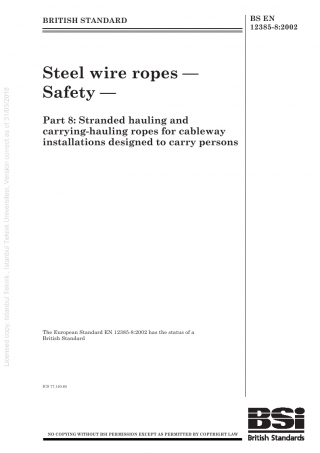 BRITISH STANDARD
BS EN
12385-8:2002
Steel wire ropes —
Safety —
Part 8: Stranded hauling and
carrying-hauling ropes for cableway
installations designed to carry persons
The European Standard EN 12385-8:2002 has the status of a
British Standard
NO COPYING WITHOUT BSI PERMISSION EXCEPT AS PERMITTED BY COPYRIGHT LAW
BSi
British Standards